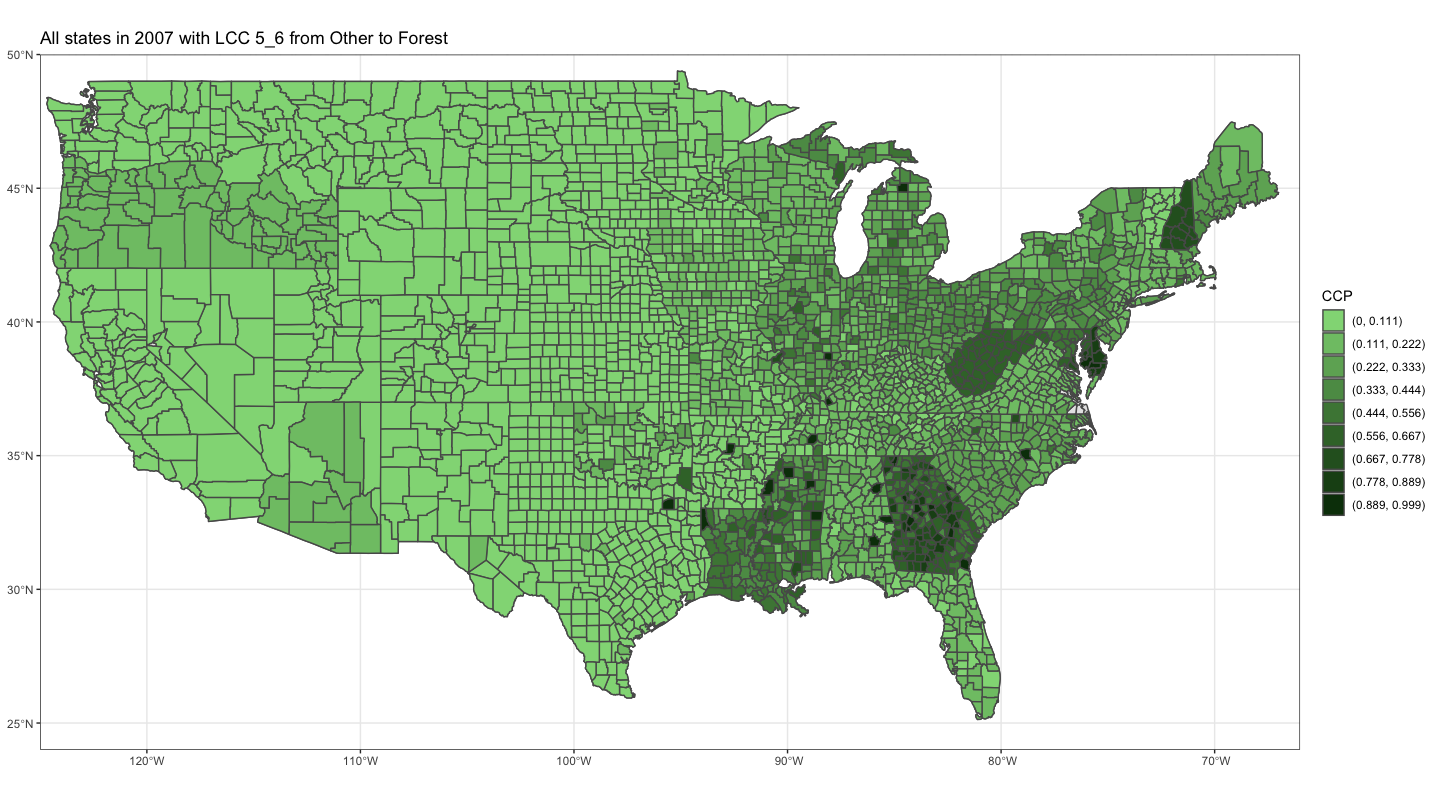 All states in 2007 with LCC 5_6 from Other to Forest
50°N
45°N
40°N
35°N
30°N
25°N
120°W
110°W
100°W
90°W
80°W
70°W
CCP
(0, 0.111)
(0.111, 0.222)
(0.222, 0.333)
(0.333, 0.444)
(0.444, 0.556)
(0.556, 0.667)
(0.667, 0.778)
(0.778, 0.889)
(0.889, 0.999)